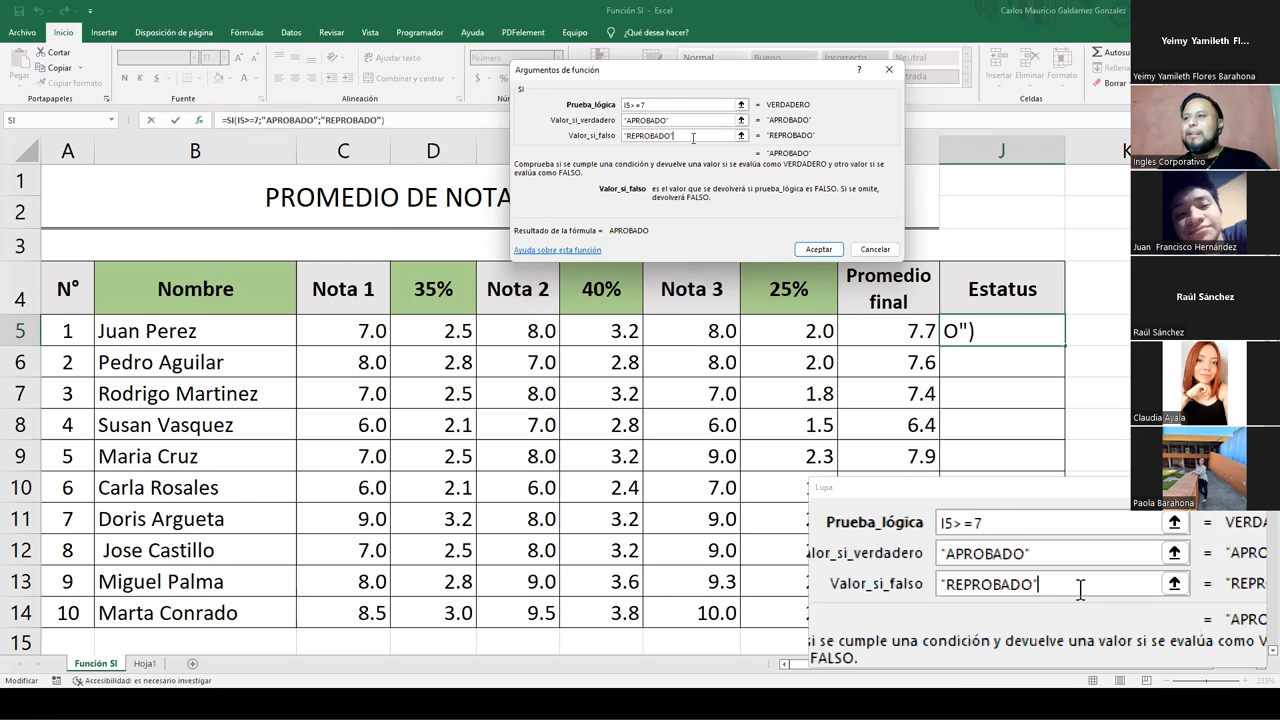 Función SI - Excel
Carlos Mauricio Galdamez Gonzalez
Archivo Inicio Insertar Disposición de página Fórmulas Datos Revisar Vista Programador Ayuda PDFelement Equipo ¿Qué desea hacer?
Pegar Cortar
Copiar
Copiar formato
Portapapeles
11
N K S
Fuente
Ajustar texto
Combinar y centrar
Alineación
Número
$
Normal Buena Incorrecto Neutral
Insertar Eliminar Formato
Celdas
Autosu
Rellena
Borrar
SI
=SI(I5>=7;"APROBADO";"REPROBADO")
Argumentos de función ?
SI
Prueba_lógica I5>=7 = VERDADERO
Valor_si_verdadero "APROBADO" = "APROBADO"
Valor_si_falso "REPROBADO" = "REPROBADO"
= "APROBADO"
Comprueba si se cumple una condición y devuelve una valor si se evalúa como VERDADERO y otro valor si se
evalúa como FALSO.
Valor_si_falso es el valor que se devolverá si prueba_lógica es FALSO. Si se omite,
devolverá FALSO.
Resultado de la fórmula = APROBADO
Ayuda sobre esta función Aceptar Cancelar
A B C D J K
1
2 PROMEDIO DE NOTA
3
4 N° Nombre Nota 1 35% Nota 2 40% Nota 3 25% Promedio final Estatus
5 1 Juan Perez 7.0 2.5 8.0 3.2 8.0 2.0 7.7 O")
6 2 Pedro Aguilar 8.0 2.8 7.0 2.8 8.0 2.0 7.6
7 3 Rodrigo Martinez 7.0 2.5 8.0 3.2 7.0 1.8 7.4
8 4 Susan Vasquez 6.0 2.1 7.0 2.8 6.0 1.5 6.4
9 5 Maria Cruz 7.0 2.5 8.0 3.2 9.0 2.3 7.9
10 6 Carla Rosales 6.0 2.1 6.0 2.4 7.0
11 7 Doris Argueta 9.0 3.2 8.0 3.2 9.0
12 8 Jose Castillo 7.0 2.5 8.0 3.2 8.0
13 9 Miguel Palma 8.0 2.8 9.0 3.6 9.3
14 10 Marta Conrado 8.5 3.0 9.5 3.8 10.0
15
Lupa
Prueba_lógica I5>=7 = VERDA
lor_si_verdadero "APROBADO" = "APRO
Valor_si_falso "REPROBADO" = "REPR
= "APRO
si se cumple una condición y devuelve una valor si se evalúa como V
FALSO.
Función SI Hoja1
Modificar Accesibilidad: es necesario investigar
235%
Yeimy Yamileth Fl...
Yeimy Yamileth Flores Barahona
Ingles Corporativo
Juan Francisco Hernández
Raúl Sánchez
Raúl Sánchez
Claudia Ayala
Paola Barahona